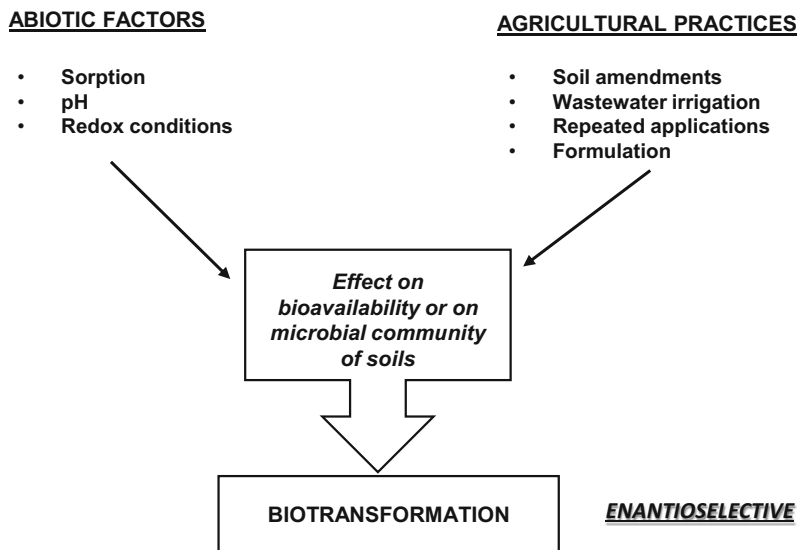 ABIOTIC FACTORS
• Sorption
• pH
• Redox conditions
AGRICULTURAL PRACTICES
• Soil amendments
• Wastewater irrigation
• Repeated applications
• Formulation
Effect on
bioavailability or on
microbial community
of soils
BIOTRANSFORMATION
ENANTIOSELECTIVE